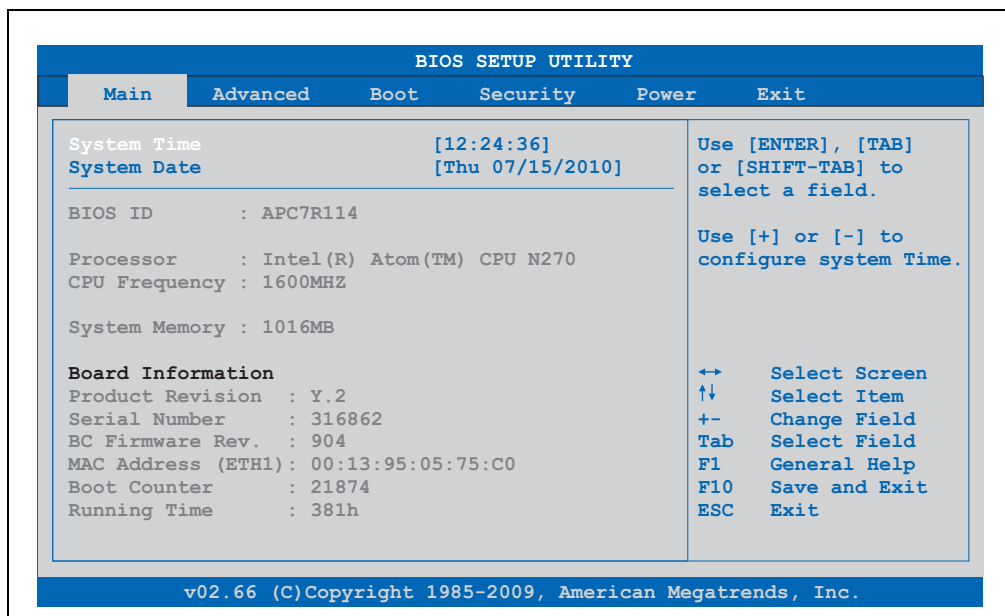 BIOS SETUP UTILITY
Main Advanced Boot Security Power Exit
System Time [12:24:36]
System Date [Thu 07/15/2010]
BIOS ID : APC7R114
Processor : Intel(R) Atom(TM) CPU N270
CPU Frequency : 1600MHZ
System Memory : 1016MB
Board Information
Product Revision : Y.2
Serial Number : 316862
BC Firmware Rev. : 904
MAC Address (ETH1): 00:13:95:05:75:C0
Boot Counter : 21874
Running Time : 381h
Use [ENTER], [TAB]
or [SHIFT-TAB] to
select a field.
Use [+] or [-] to
configure system Time.
↔ Select Screen
↑↓ Select Item
+- Change Field
Tab Select Field
F1 General Help
F10 Save and Exit
ESC Exit
v02.66 (C)Copyright 1985-2009, American Megatrends, Inc.